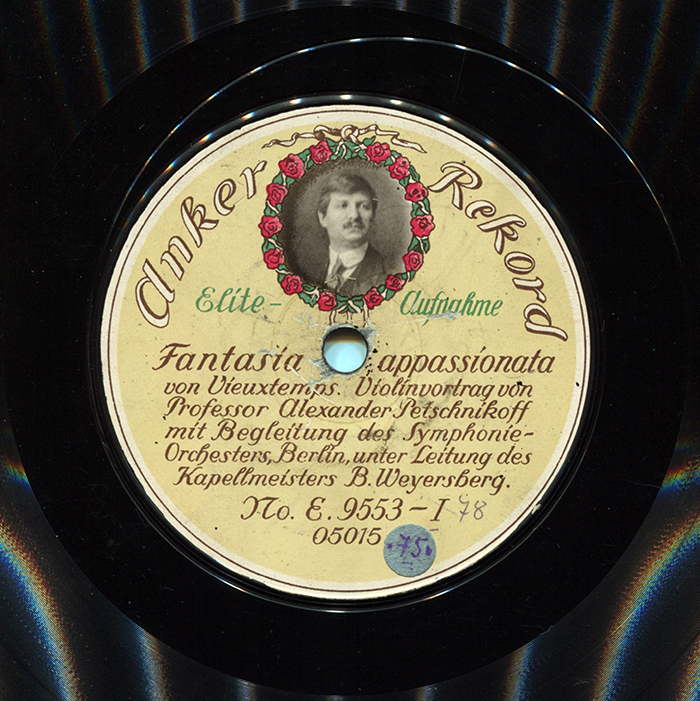 Anker Rekord
Elite- Aufnahme
Fantasia appassionata
von Vieuxtemps. Violinvortrag von
Professor Alexander Petschnikoff
mit Begleitung des Symphonie-
Orchesters, Berlin, unter Leitung des
Kapellmeisters B. Weyersberg.
No. E. 9553-I 78
05015 .75.